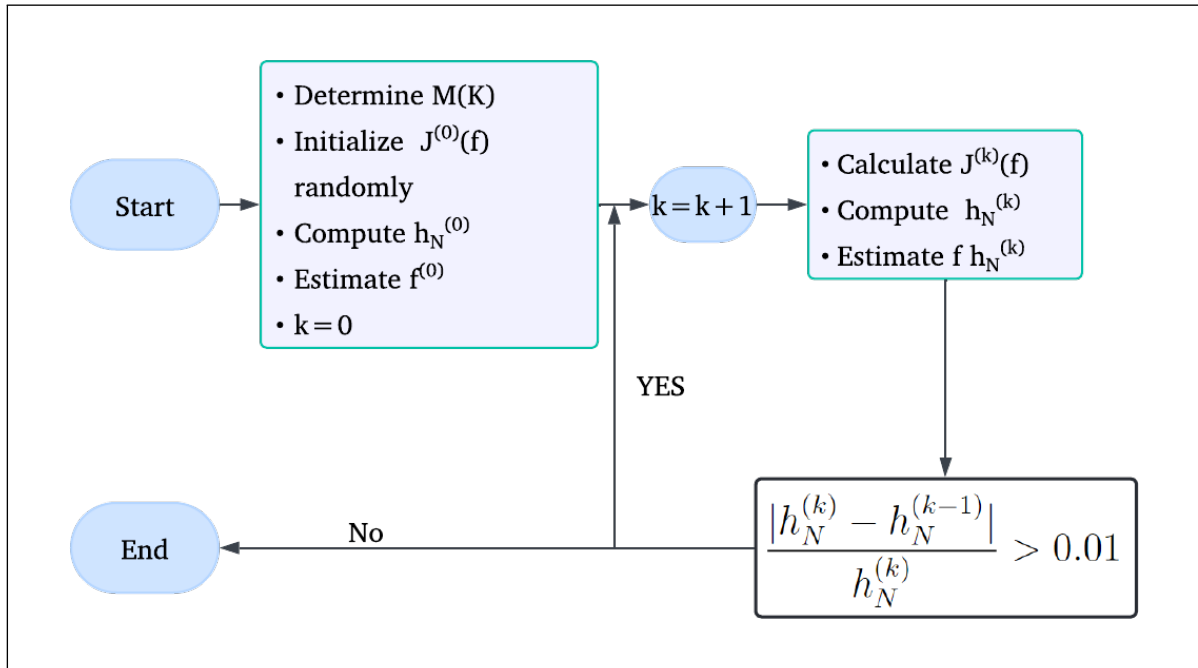 Start
• Determine M(K)
• Initialize J^(0)(f)
randomly
• Compute h_N^(0)
• Estimate f^(0)
• k = 0
k = k + 1
• Calculate J^(k)(f)
• Compute h_N^(k)
• Estimate f h_N^(k)
YES
|h_N^(k) − h_N^(k−1)|
h_N^(k)
> 0.01
No
End